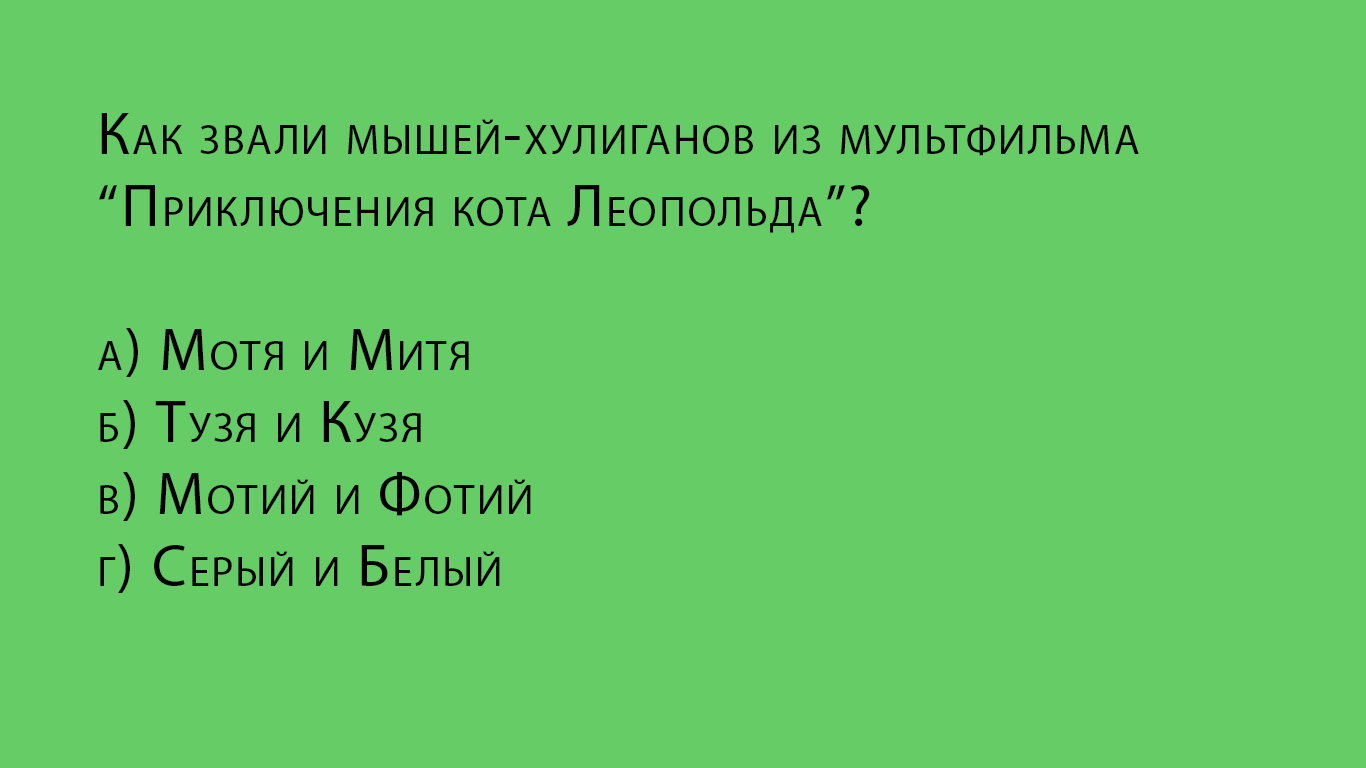 Как звали мышей-хулиганов из мультфильма
“Приключения кота Леопольда”?
а) Мотя и Митя
б) Тузя и Кузя
в) Мотий и Фотий
г) Серый и Белый